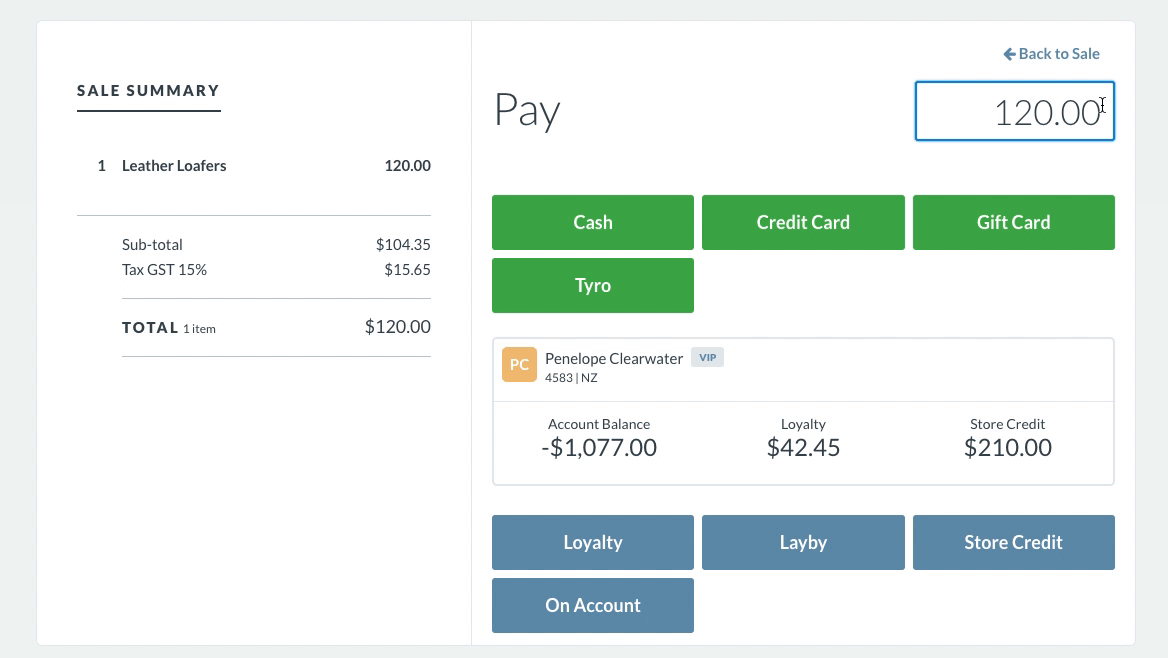 SALE SUMMARY
1 Leather Loafers 120.00
Sub-total $104.35
Tax GST 15% $15.65
TOTAL 1 item $120.00
Back to Sale
Pay 120.00
Cash Credit Card Gift Card
Tyro
PC Penelope Clearwater VIP
4583 | NZ
Account Balance Loyalty Store Credit
-$1,077.00 $42.45 $210.00
Loyalty Layby Store Credit
On Account